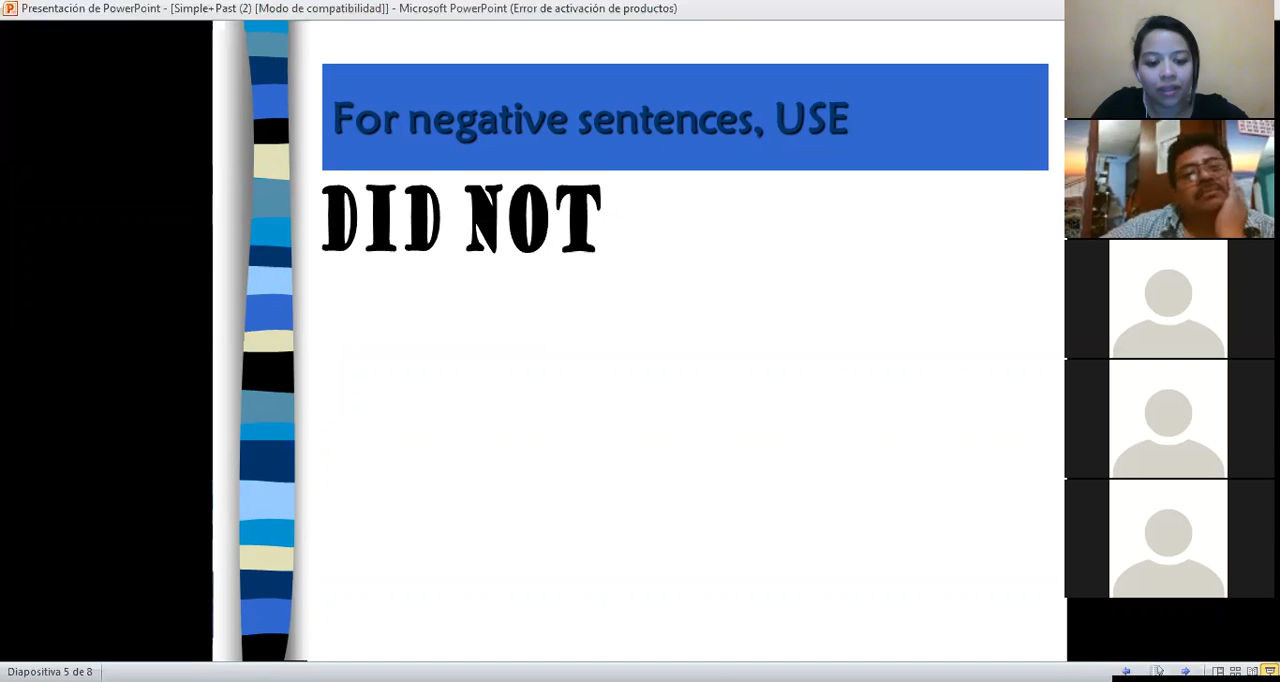 Presentación de PowerPoint - [Simple+Past (2) [Modo de compatibilidad]] - Microsoft PowerPoint (Error de activación de productos)
For negative sentences, USE
DID NOT
Diapositiva 5 de 8